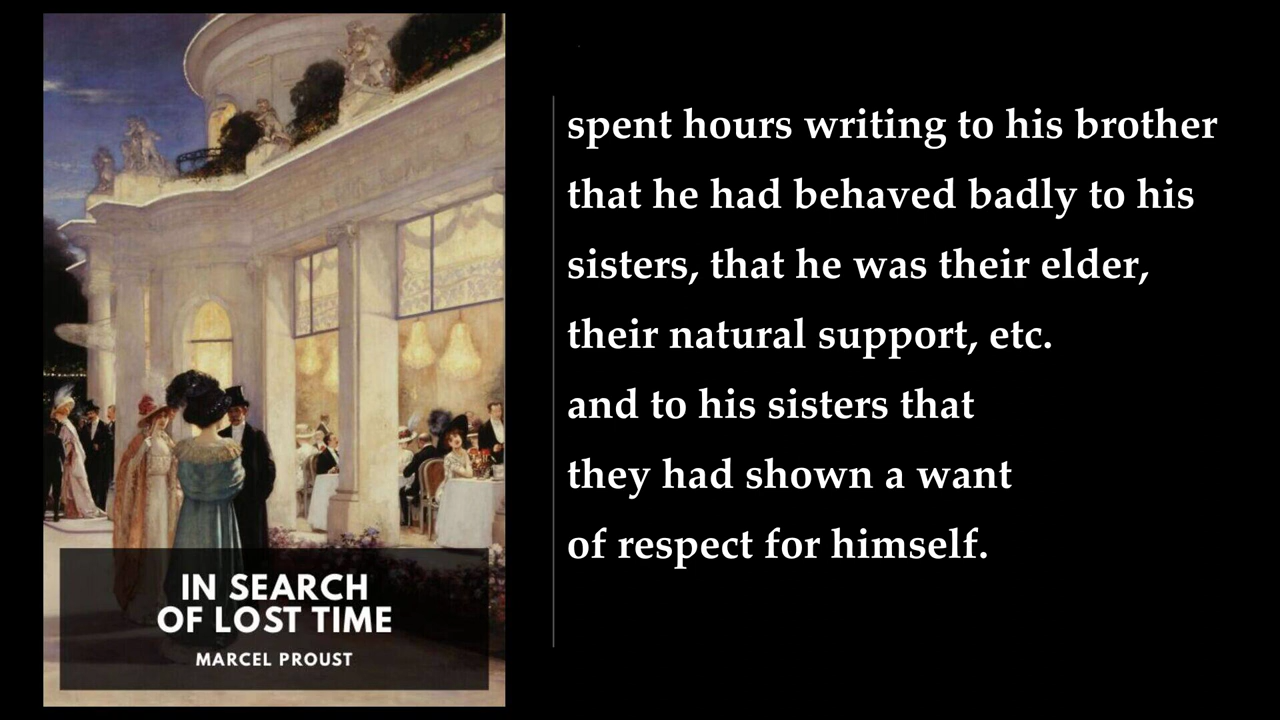 spent hours writing to his brother
that he had behaved badly to his
sisters, that he was their elder,
their natural support, etc.
and to his sisters that
they had shown a want
of respect for himself.
IN SEARCH
OF LOST TIME
MARCEL PROUST